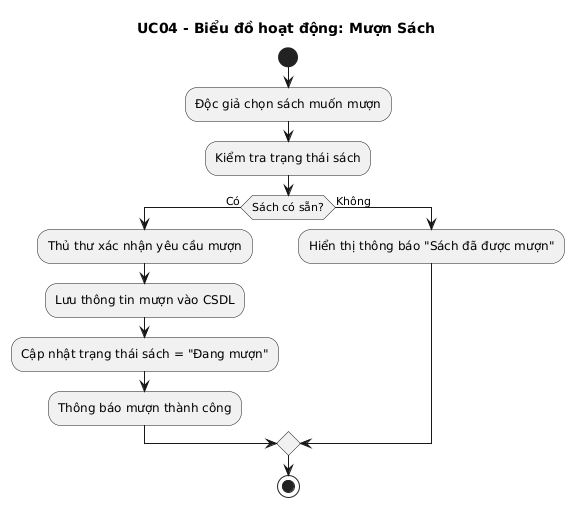 UC04 - Biểu đồ hoạt động: Mượn Sách
Độc giả chọn sách muốn mượn
Kiểm tra trạng thái sách
Sách có sẵn?
Có
Không
Thủ thư xác nhận yêu cầu mượn
Hiển thị thông báo "Sách đã được mượn"
Lưu thông tin mượn vào CSDL
Cập nhật trạng thái sách = "Đang mượn"
Thông báo mượn thành công